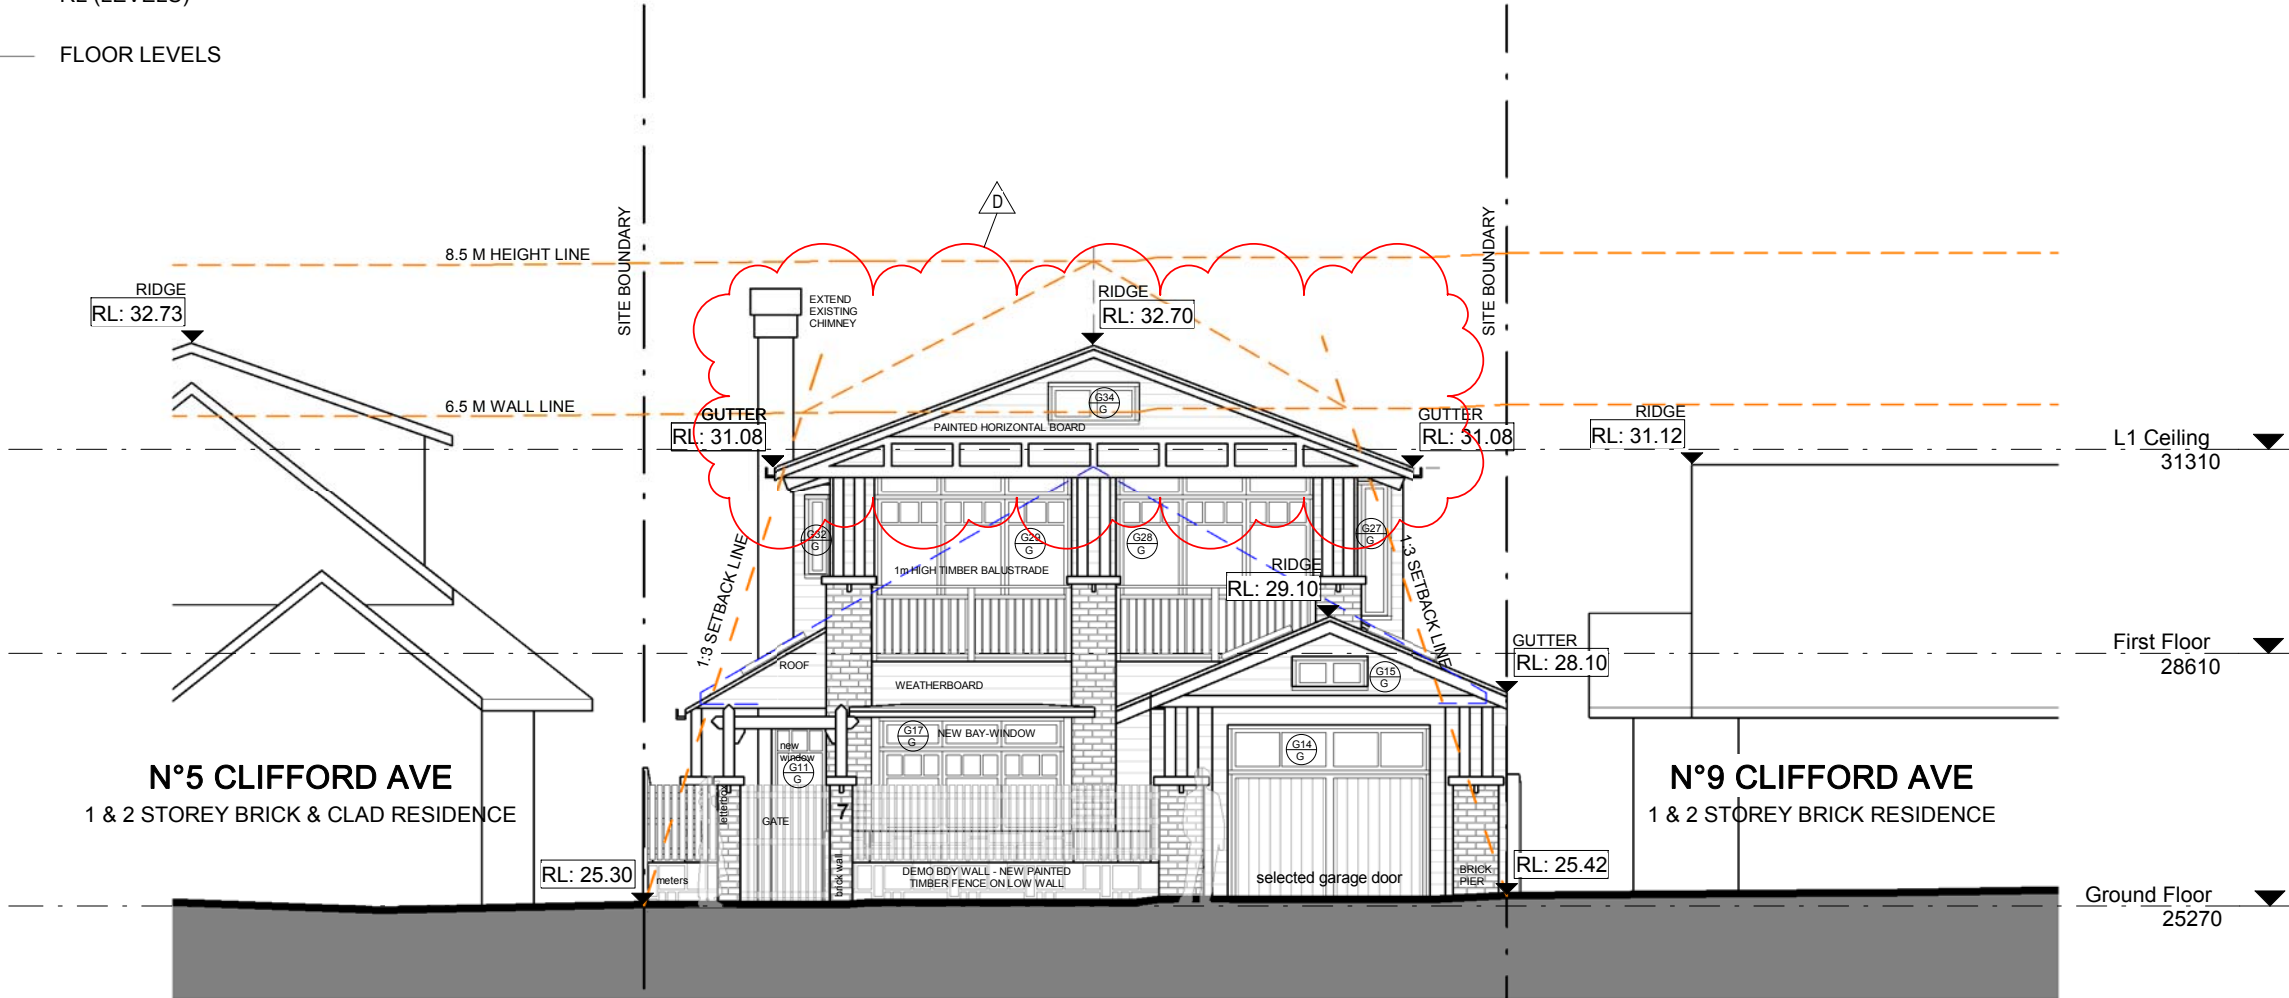 FLOOR LEVELS
D
SITE BOUNDARY
SITE BOUNDARY
8.5 M HEIGHT LINE
RIDGE
RL: 32.73
EXTEND
EXISTING
CHIMNEY
RIDGE
RL: 32.70
6.5 M WALL LINE
GUTTER
RL: 31.08
G34
G
PAINTED HORIZONTAL BOARD
GUTTER
RL: 31.08
RIDGE
RL: 31.12
L1 Ceiling
31310
G32
G
G29
G
G28
G
G27
G
1:3 SETBACK LINE
1:3 SETBACK LINE
1m HIGH TIMBER BALUSTRADE
RIDGE
RL: 29.10
ROOF
WEATHERBOARD
G15
G
GUTTER
RL: 28.10
First Floor
28610
G17
G
NEW BAY-WINDOW
new
window
G11
G
G14
G
N°5 CLIFFORD AVE
1 & 2 STOREY BRICK & CLAD RESIDENCE
N°9 CLIFFORD AVE
1 & 2 STOREY BRICK RESIDENCE
letterbox
GATE
7
brick wall
RL: 25.30
meters
DEMO BDY WALL - NEW PAINTED
TIMBER FENCE ON LOW WALL
selected garage door
BRICK
PIER
RL: 25.42
Ground Floor
25270